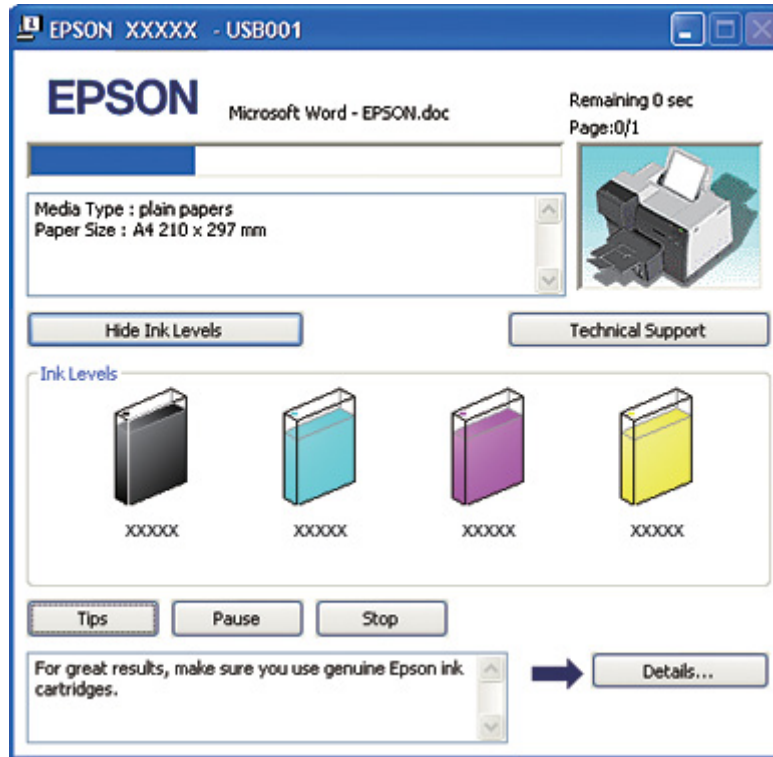 EPSON XXXXX - USB001
EPSON
Microsoft Word - EPSON.doc
Remaining 0 sec
Page:0/1
Media Type : plain papers
Paper Size : A4 210 x 297 mm
Hide Ink Levels
Technical Support
Ink Levels
XXXXX XXXXX XXXXX XXXXX
Tips Pause Stop
For great results, make sure you use genuine Epson ink
cartridges.
Details...